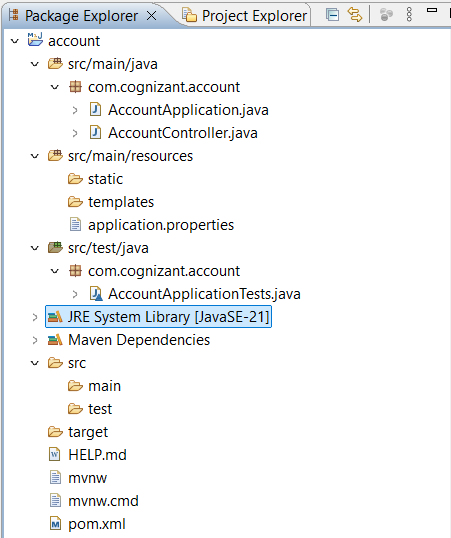 Package Explorer Project Explorer
account
src/main/java
com.cognizant.account
AccountApplication.java
AccountController.java
src/main/resources
static
templates
application.properties
src/test/java
com.cognizant.account
AccountApplicationTests.java
JRE System Library [JavaSE-21]
Maven Dependencies
src
main
test
target
HELP.md
mvnw
mvnw.cmd
pom.xml